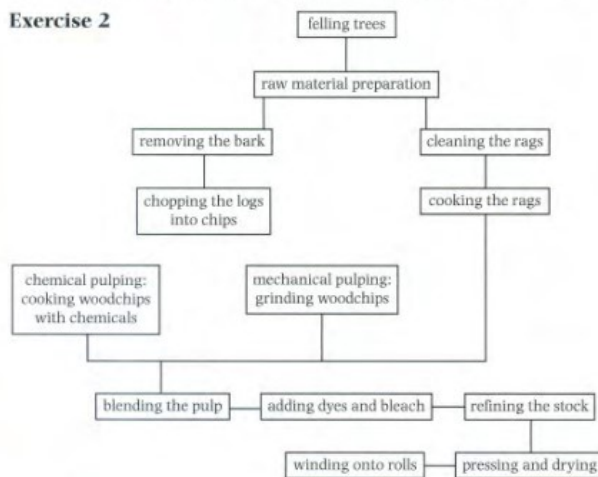 Exercise 2
felling trees
raw material preparation
removing the bark
cleaning the rags
chopping the logs
into chips
cooking the rags
chemical pulping:
cooking woodchips
with chemicals
mechanical pulping:
grinding woodchips
blending the pulp
adding dyes and bleach
refining the stock
winding onto rolls
pressing and drying